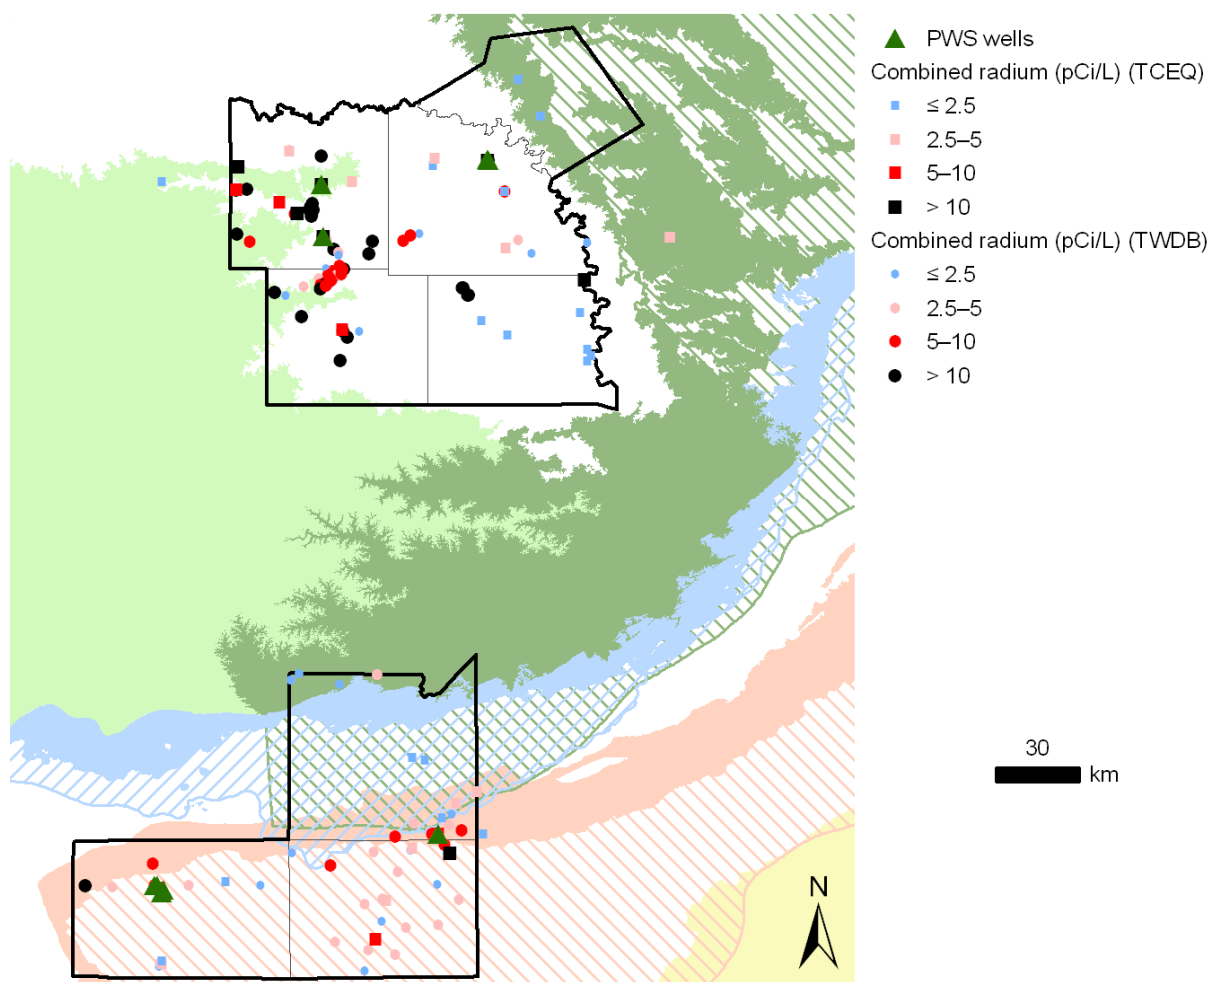 PWS wells
Combined radium (pCi/L) (TCEQ)
≤ 2.5
2.5–5
5–10
> 10
Combined radium (pCi/L) (TWDB)
≤ 2.5
2.5–5
5–10
> 10
30
km
N